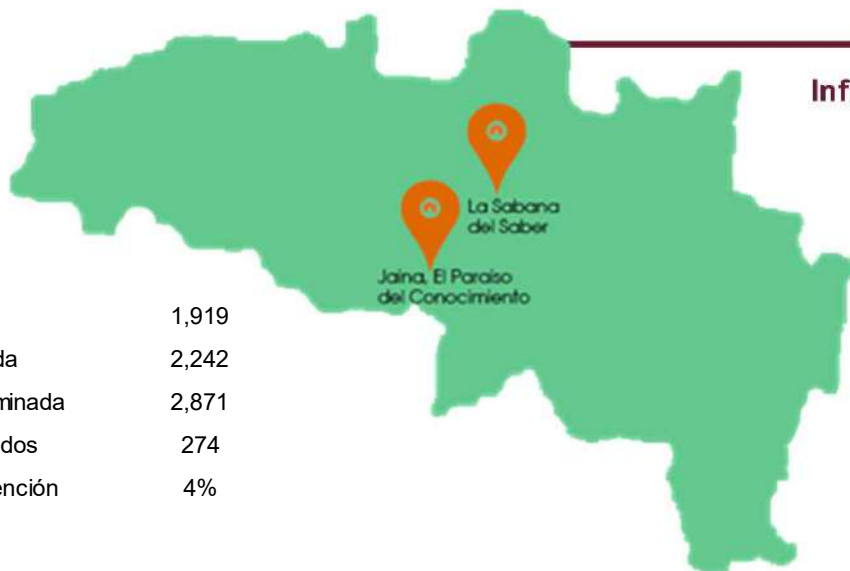 Inf
La Sabana
del Saber
Jaina, El Paraiso
del Conocimiento
1,919
da 2,242
minada 2,871
dos 274
ención 4%